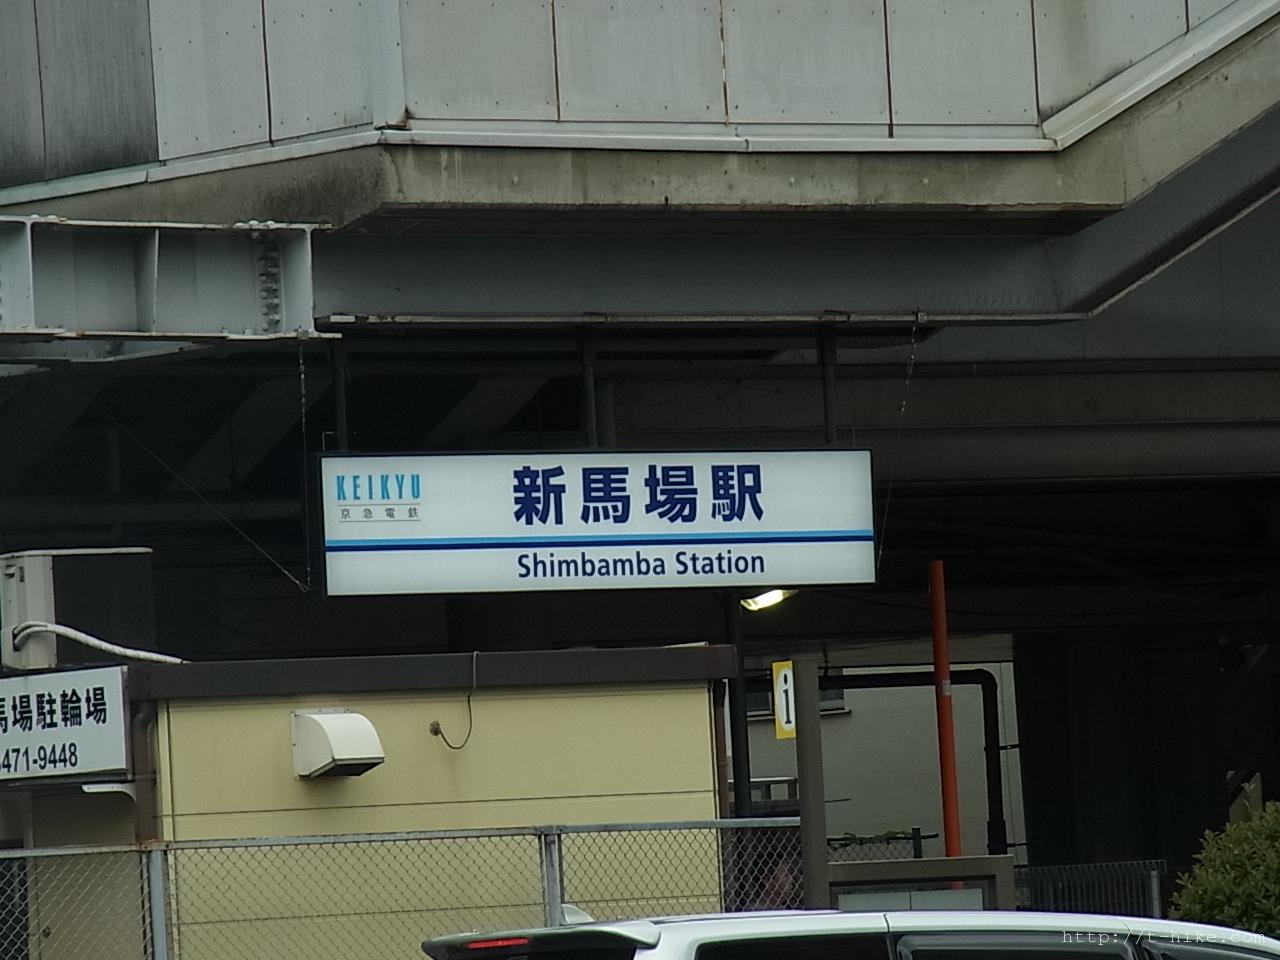 KEIKYU
京急電鉄
新馬場駅
Shimbamba Station
馬場駐輪場
471-9448
i
http://t-hike.com